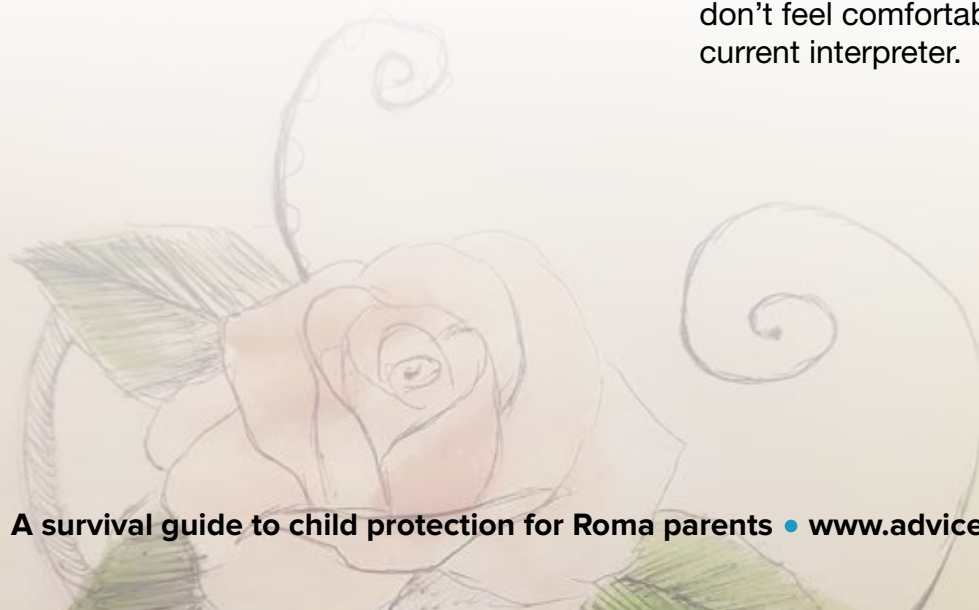 don't feel comfortab
current interpreter.
A survival guide to child protection for Roma parents • www.advice